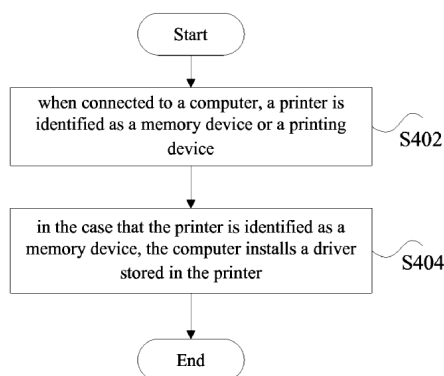 Start
when connected to a computer, a printer is
identified as a memory device or a printing
device
S402
in the case that the printer is identified as a
memory device, the computer installs a driver
stored in the printer
S404
End